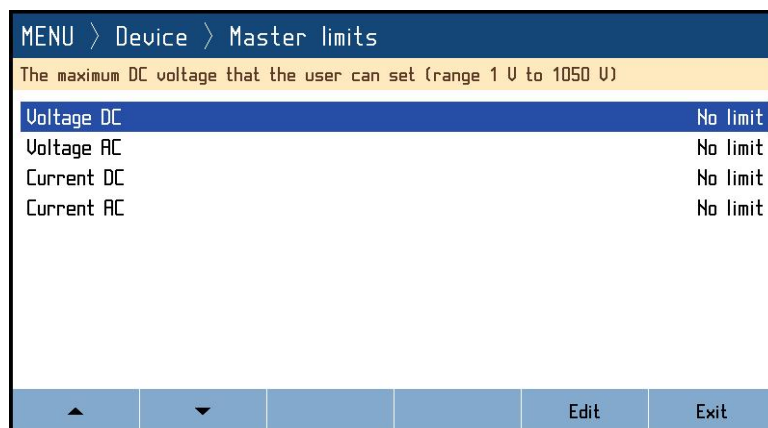 MENU 〉 Device 〉 Master limits
The maximum DC voltage that the user can set (range 1 V to 1050 V)
Voltage DC No limit
Voltage AC No limit
Current DC No limit
Current AC No limit
Edit Exit